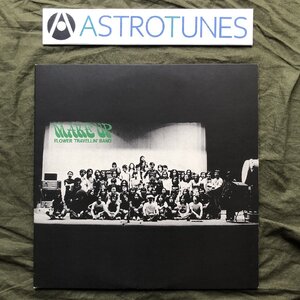 ASTROTUNES
MAKE UP
FLOWER TRAVELLIN' BAND